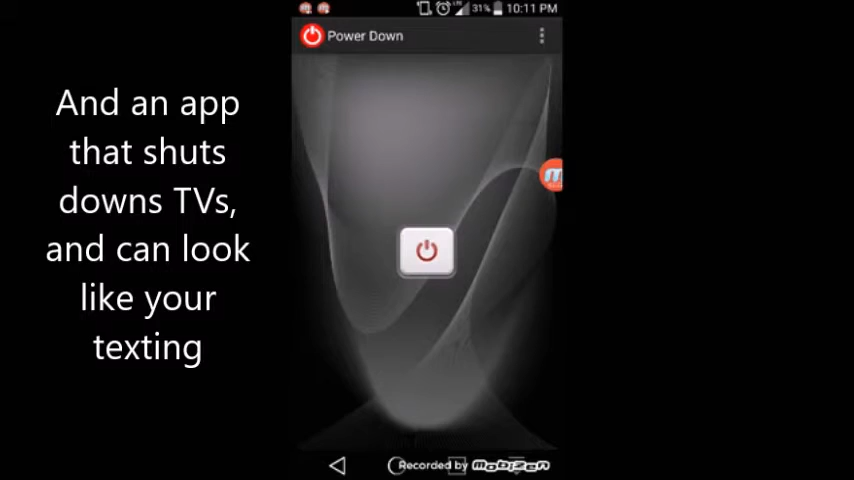 31% 10:11 PM
Power Down
And an app
that shuts
downs TVs,
and can look
like your
texting
Recorded by mobizen